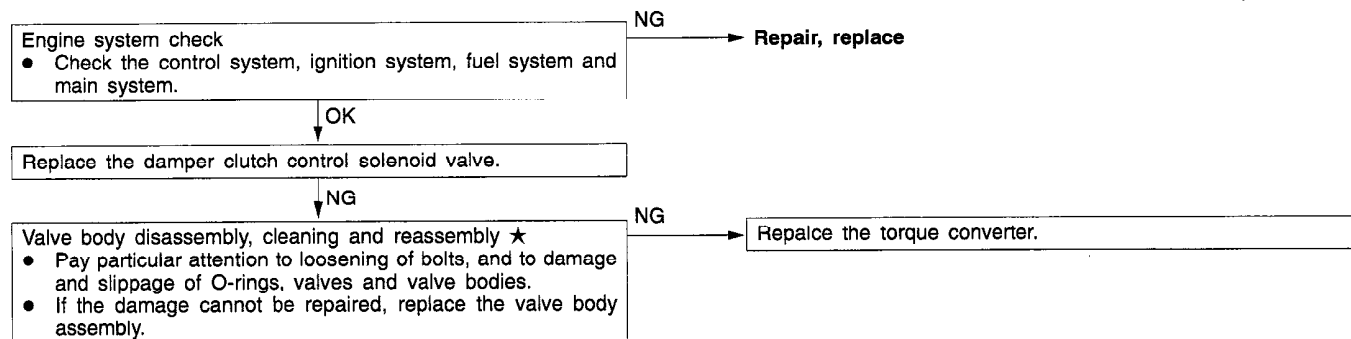 NG
Engine system check
Repair, replace
● Check the control system, ignition system, fuel system and
main system.
OK
Replace the damper clutch control solenoid valve.
NG
NG
Valve body disassembly, cleaning and reassembly ★
Repalce the torque converter.
● Pay particular attention to loosening of bolts, and to damage
and slippage of O-rings, valves and valve bodies.
● If the damage cannot be repaired, replace the valve body
assembly.